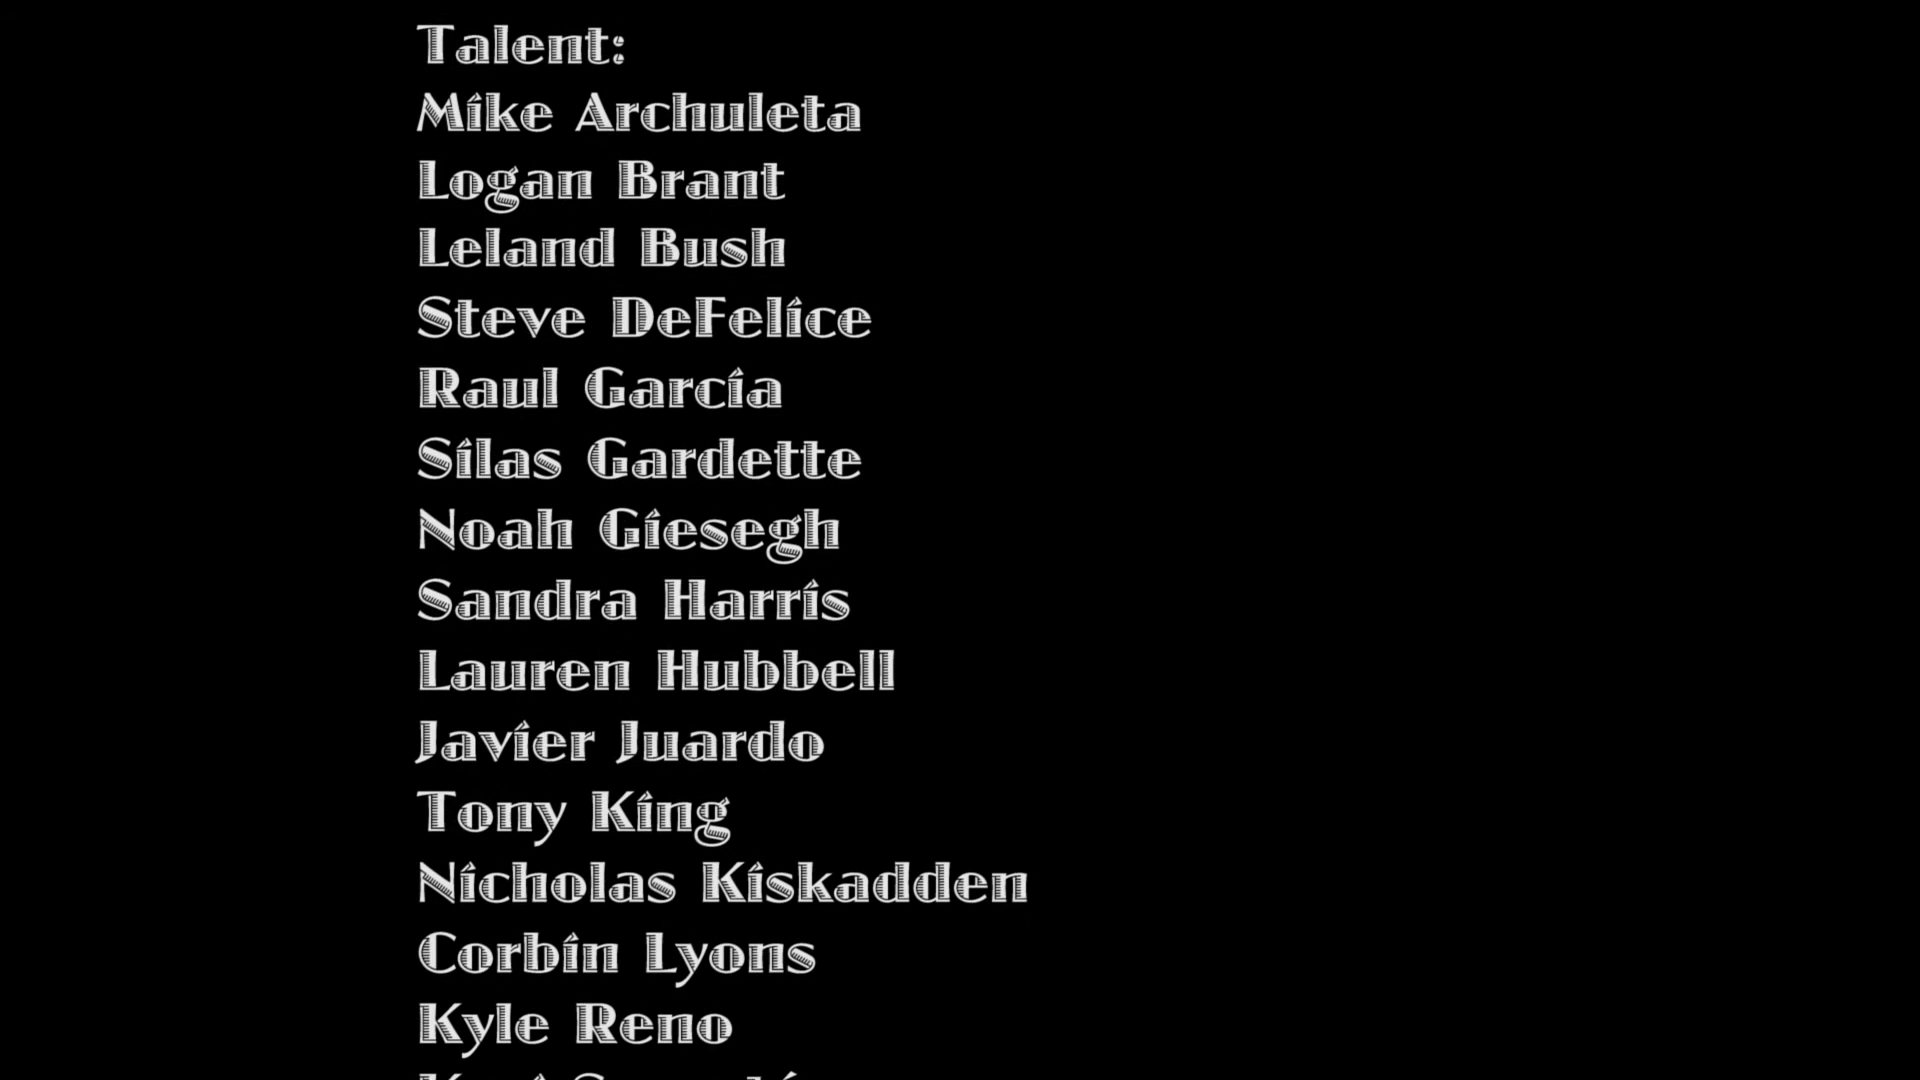 Talent:
Mike Archuleta
Logan Brant
Leland Bush
Steve DeFelice
Raul Garcia
Silas Gardette
Noah Giesegh
Sandra Harris
Lauren Hubbell
Javier Juardo
Tony King
Nicholas Kiskadden
Corbin Lyons
Kyle Reno